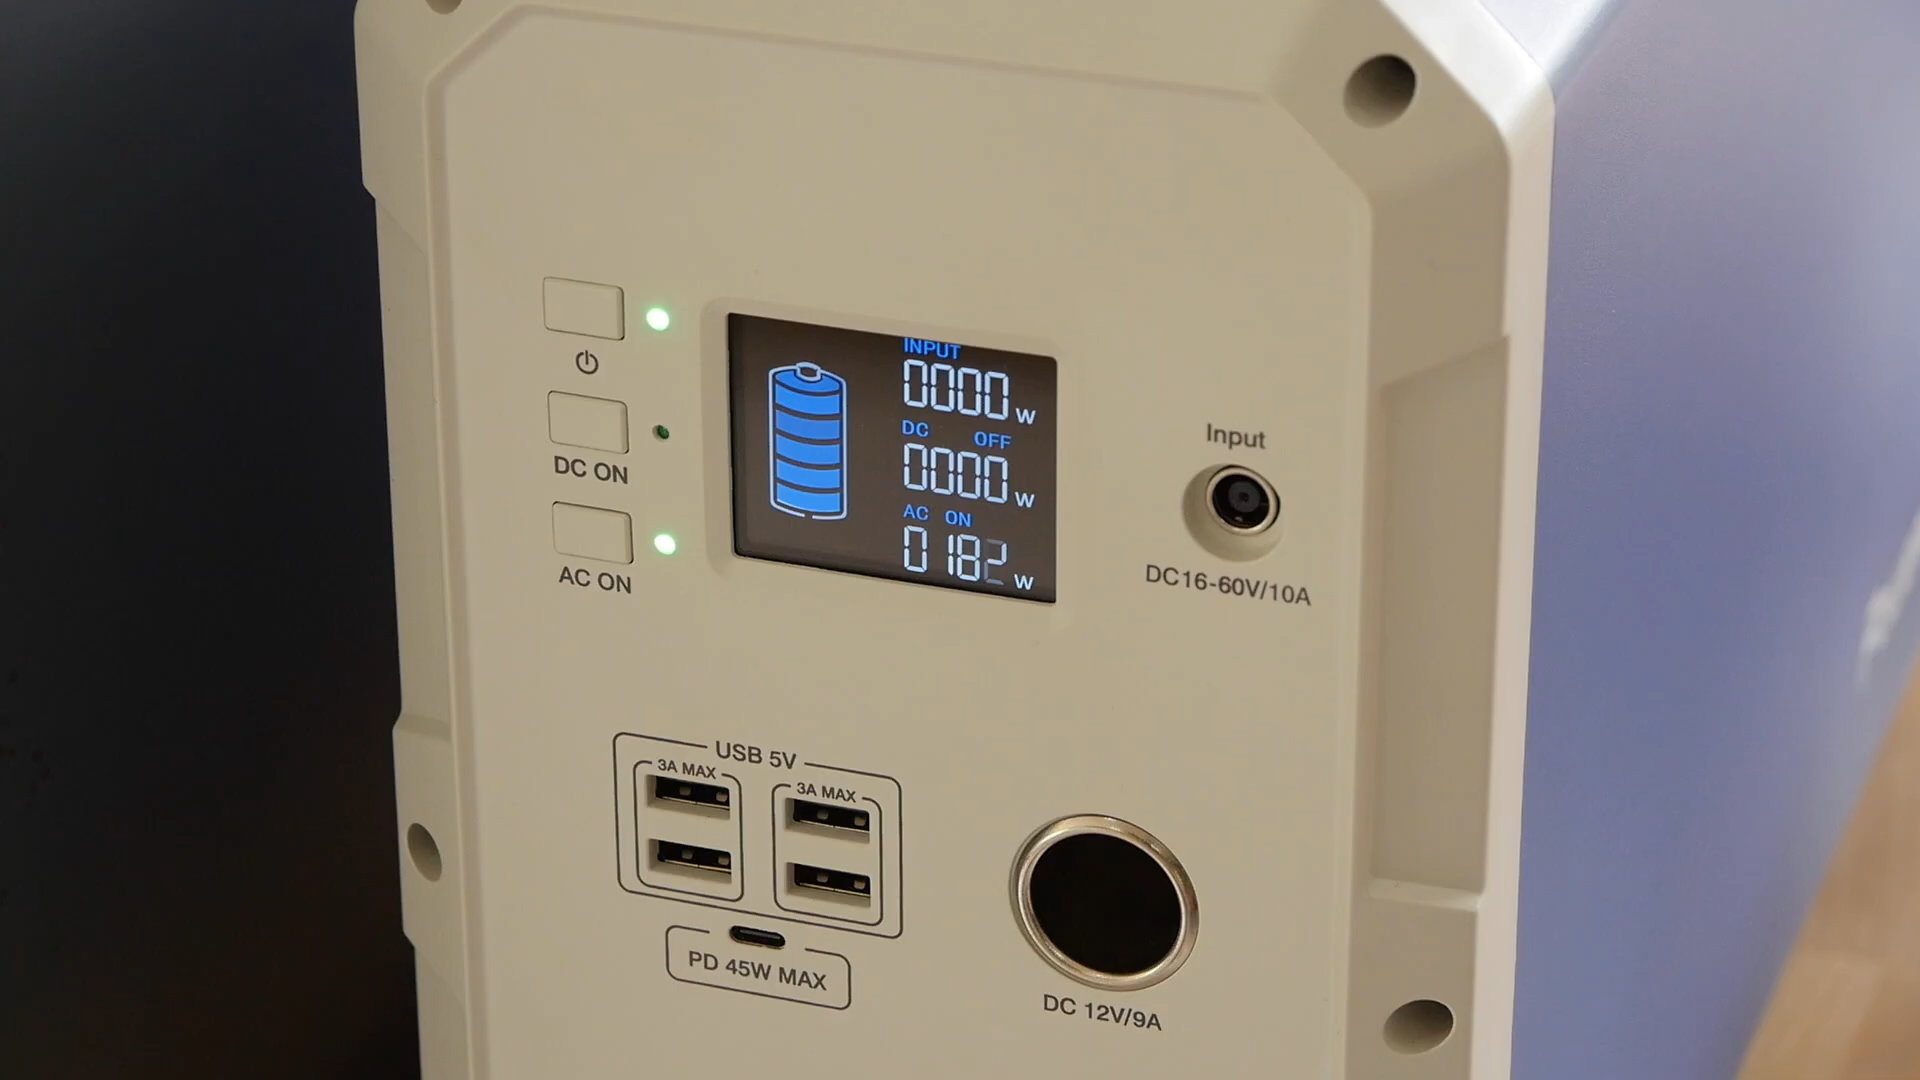 INPUT
0000 W
DC OFF
0000 W
AC ON
0182 W
DC ON
AC ON
Input
DC16-60V/10A
USB 5V
3A MAX
3A MAX
PD 45W MAX
DC 12V/9A